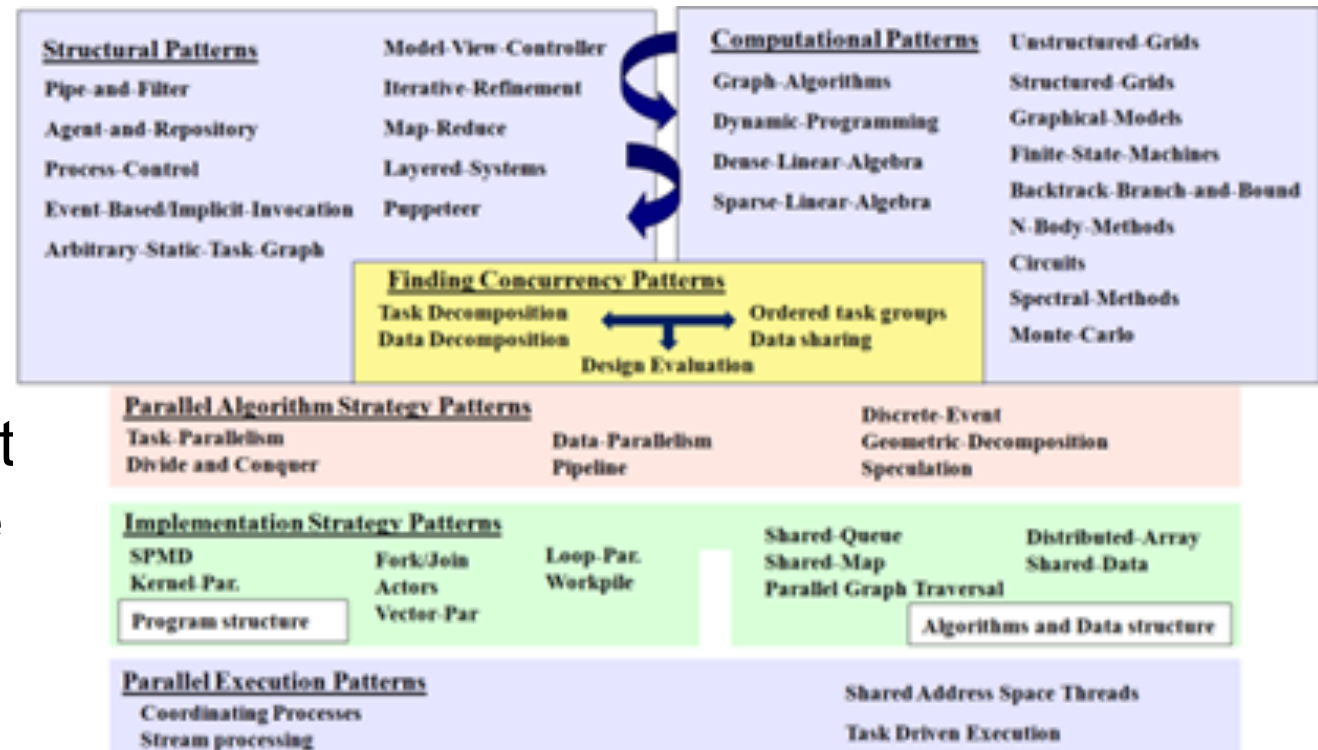 Structural Patterns
Pipe-and-Filter
Agent-and-Repository
Process-Control
Event-Based/Implicit-Invocation
Arbitrary-Static-Task-Graph
Model-View-Controller
Iterative-Refinement
Map-Reduce
Layered-Systems
Puppeteer
Computational Patterns
Graph-Algorithms
Dynamic-Programming
Dense-Linear-Algebra
Sparse-Linear-Algebra
Unstructured-Grids
Structured-Grids
Graphical-Models
Finite-State-Machines
Backtrack-Branch-and-Bound
N-Body-Methods
Circuits
Spectral-Methods
Monte-Carlo
Finding Concurrency Patterns
Task Decomposition
Data Decomposition
Ordered task groups
Data sharing
Design Evaluation
Parallel Algorithm Strategy Patterns
Task-Parallelism
Divide and Conquer
Data-Parallelism
Pipeline
Discrete-Event
Geometric-Decomposition
Speculation
Implementation Strategy Patterns
SPMD
Kernel-Par.
Program structure
Fork/Join
Actors
Vector-Par
Loop-Par.
Workpile
Shared-Queue
Shared-Map
Parallel Graph Traversal
Distributed-Array
Shared-Data
Algorithms and Data structure
Parallel Execution Patterns
Coordinating Processes
Stream processing
Shared Address Space Threads
Task Driven Execution